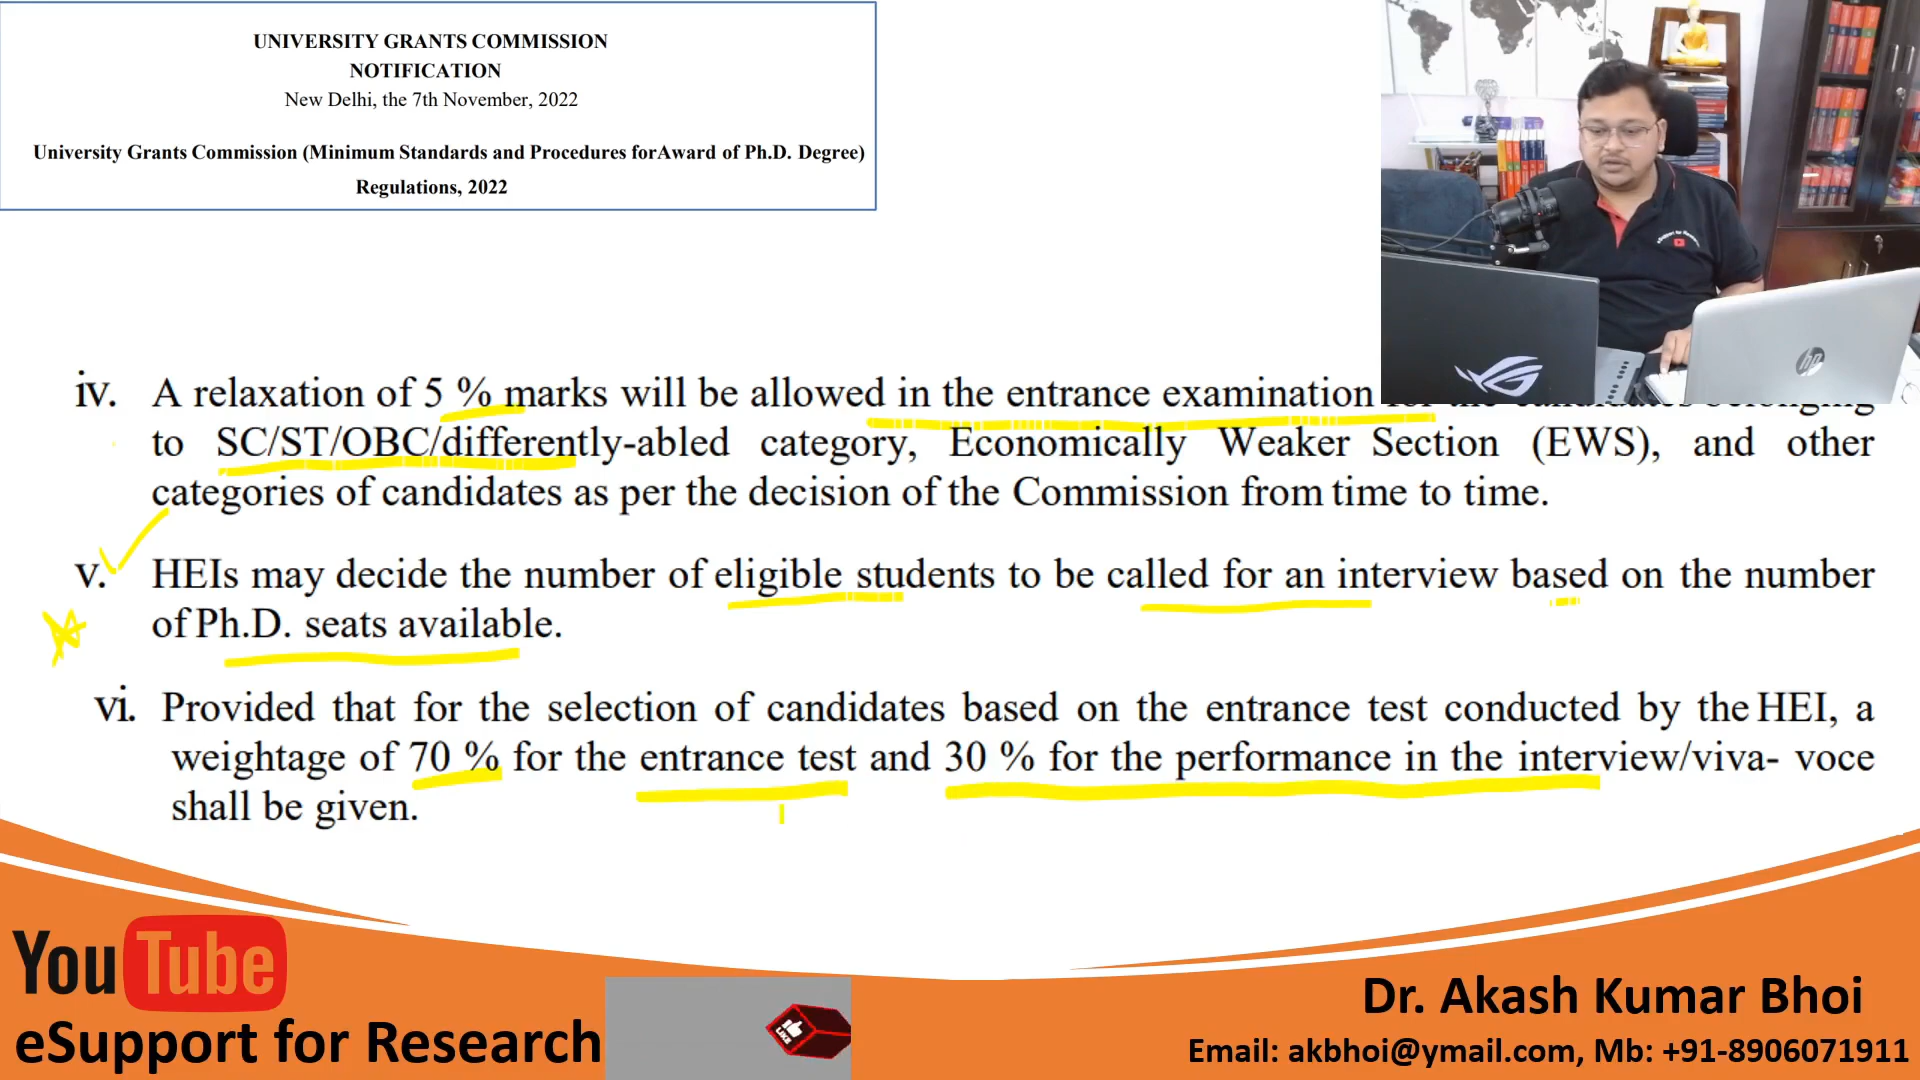 UNIVERSITY GRANTS COMMISSION
NOTIFICATION
New Delhi, the 7th November, 2022
University Grants Commission (Minimum Standards and Procedures forAward of Ph.D. Degree)
Regulations, 2022
iv. A relaxation of 5 % marks will be allowed in the entrance examination for the candidates belonging
to SC/ST/OBC/differently-abled category, Economically Weaker Section (EWS), and other
categories of candidates as per the decision of the Commission from time to time.
v. HEIs may decide the number of eligible students to be called for an interview based on the number
of Ph.D. seats available.
vi. Provided that for the selection of candidates based on the entrance test conducted by the HEI, a
weightage of 70 % for the entrance test and 30 % for the performance in the interview/viva- voce
shall be given.
YouTube
eSupport for Research
LIKE
hp
Dr. Akash Kumar Bhoi
Email: akbhoi@ymail.com, Mb: +91-8906071911